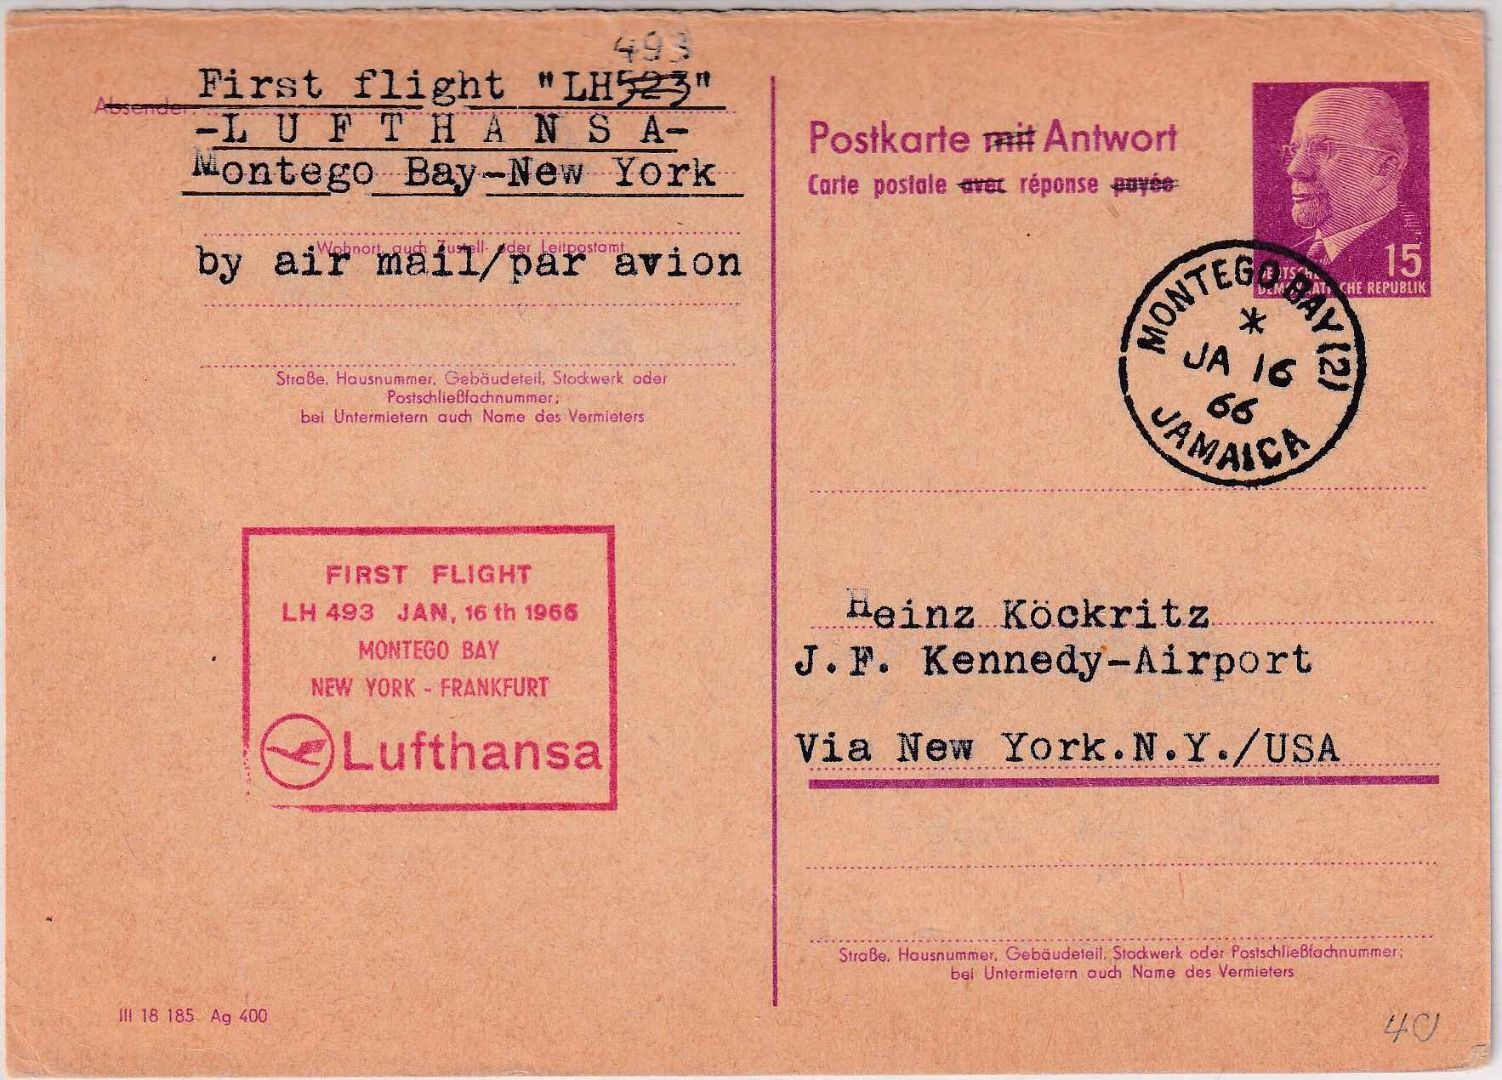 493
First flight "LH523"
Absender:
-L U F T H A N S A-
Montego Bay-New York
Wohnort, auch Zustell- oder Leitpostamt
by air mail/par avion
Straße, Hausnummer, Gebäudeteil, Stockwerk oder
Postschließfachnummer;
bei Untermietern auch Name des Vermieters
FIRST FLIGHT
LH 493 JAN, 16 th 1966
MONTEGO BAY
NEW YORK - FRANKFURT
Lufthansa
III 18 185 Ag 400
Postkarte mit Antwort
Carte postale avec réponse payée
15
DEUTSCHE
DEMOKRATISCHE REPUBLIK
MONTEGO BAY (2)
*
JA 16
66
JAMAICA
Heinz Köckritz
J.F. Kennedy-Airport
Via New York.N.Y./USA
Straße, Hausnummer, Gebäudeteil, Stockwerk oder Postschließfachnummer;
bei Untermietern auch Name des Vermieters
40